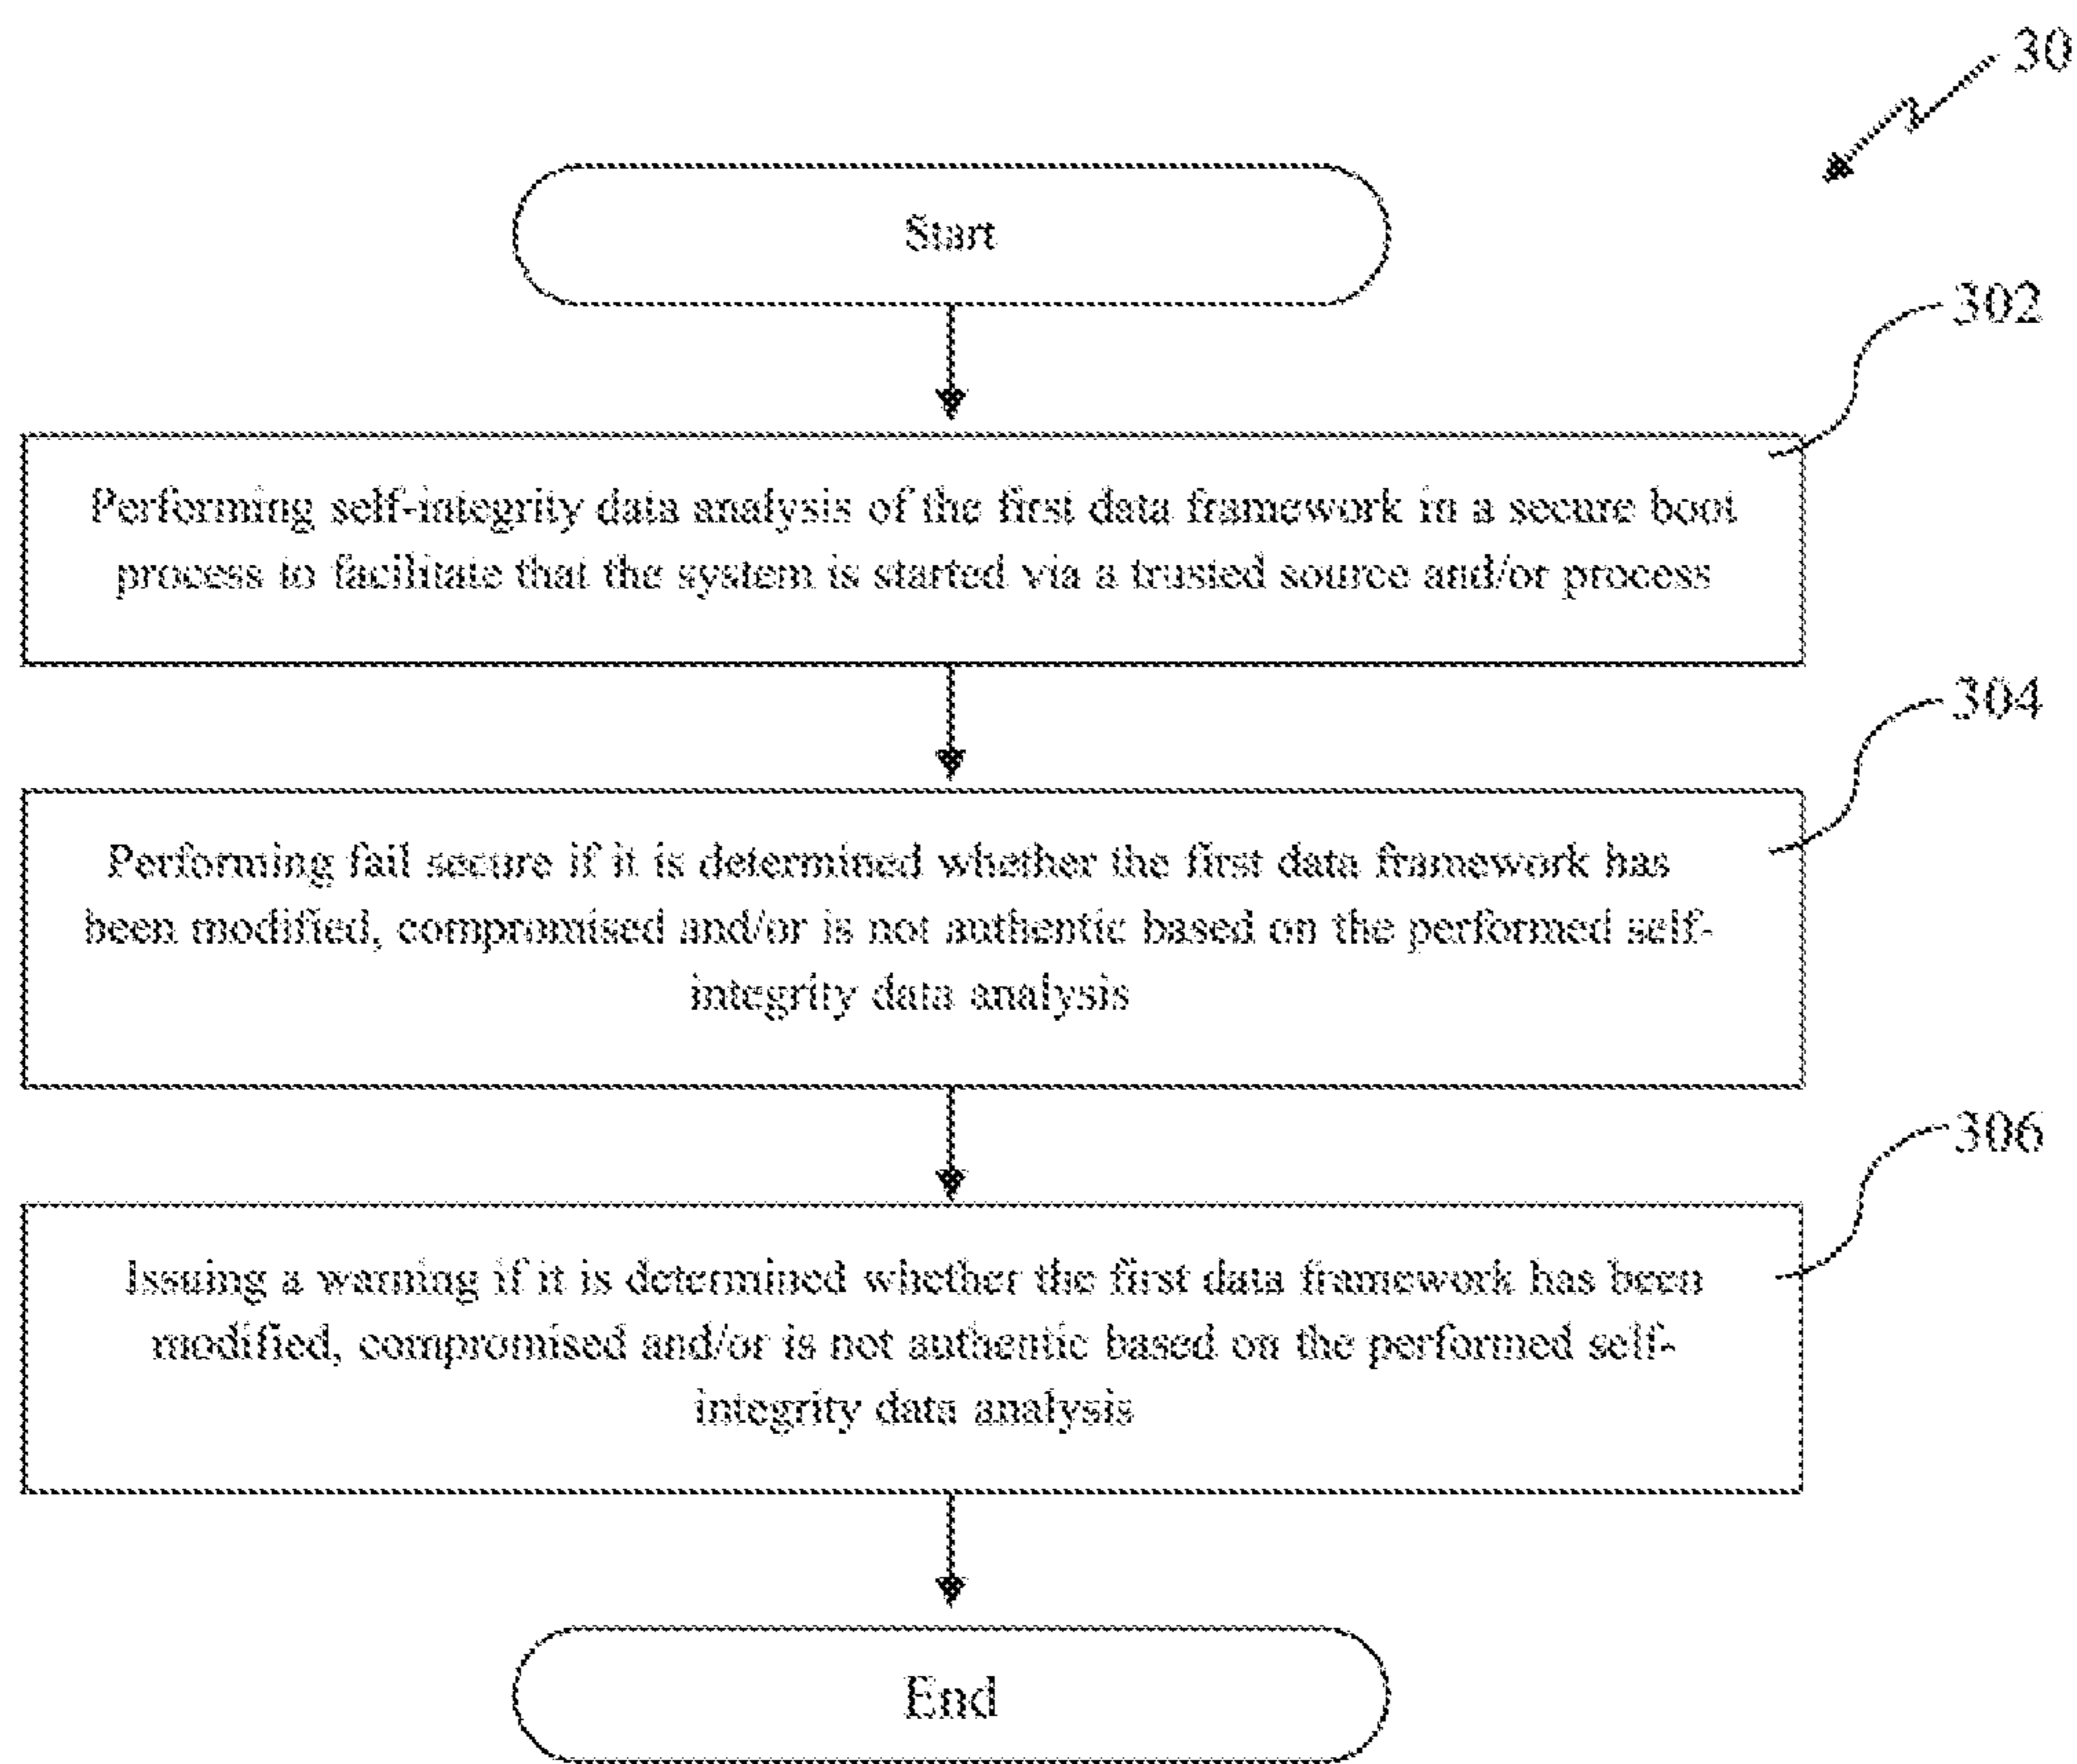 30
Start
302
Performing self-integrity data analysis of the first data framework in a secure boot
process to facilitate that the system is started via a trusted source and/or process
304
Performing fail secure if it is determined whether the first data framework has
been modified, compromised and/or is not authentic based on the performed self-
integrity data analysis
306
Issuing a warning if it is determined whether the first data framework has been
modified, compromised and/or is not authentic based on the performed self-
integrity data analysis
End